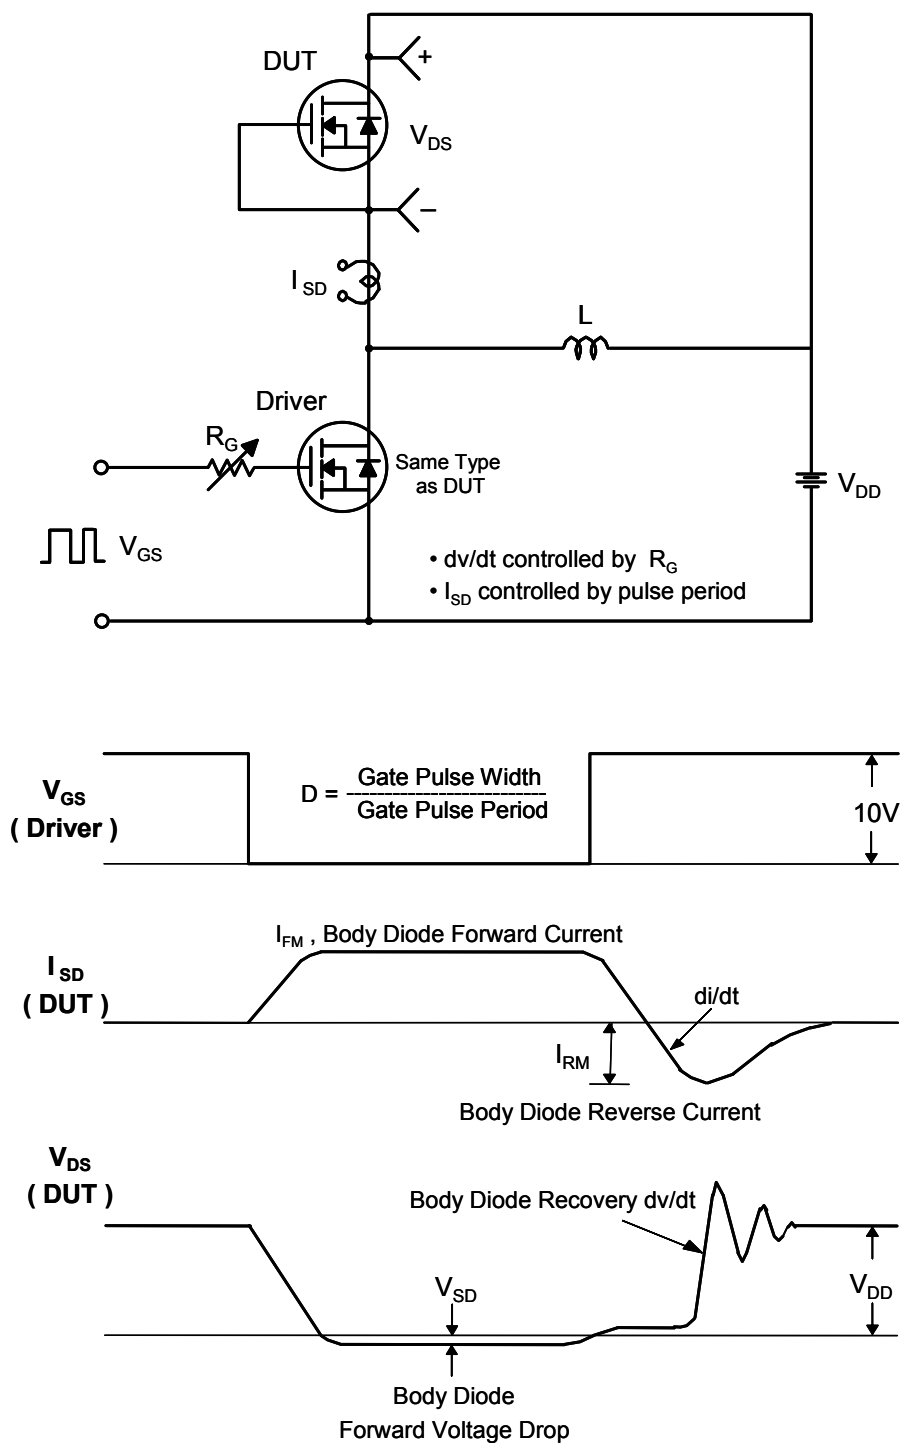 DUT
+
V_DS
–
I_SD
L
Driver
R_G
Same Type
as DUT
V_DD
V_GS
• dv/dt controlled by R_G
• I_SD controlled by pulse period
V_GS
( Driver )
D = Gate Pulse Width
--------------------------
Gate Pulse Period
10V
I_FM , Body Diode Forward Current
I_SD
( DUT )
di/dt
I_RM
Body Diode Reverse Current
V_DS
( DUT )
Body Diode Recovery dv/dt
V_SD
V_DD
Body Diode
Forward Voltage Drop